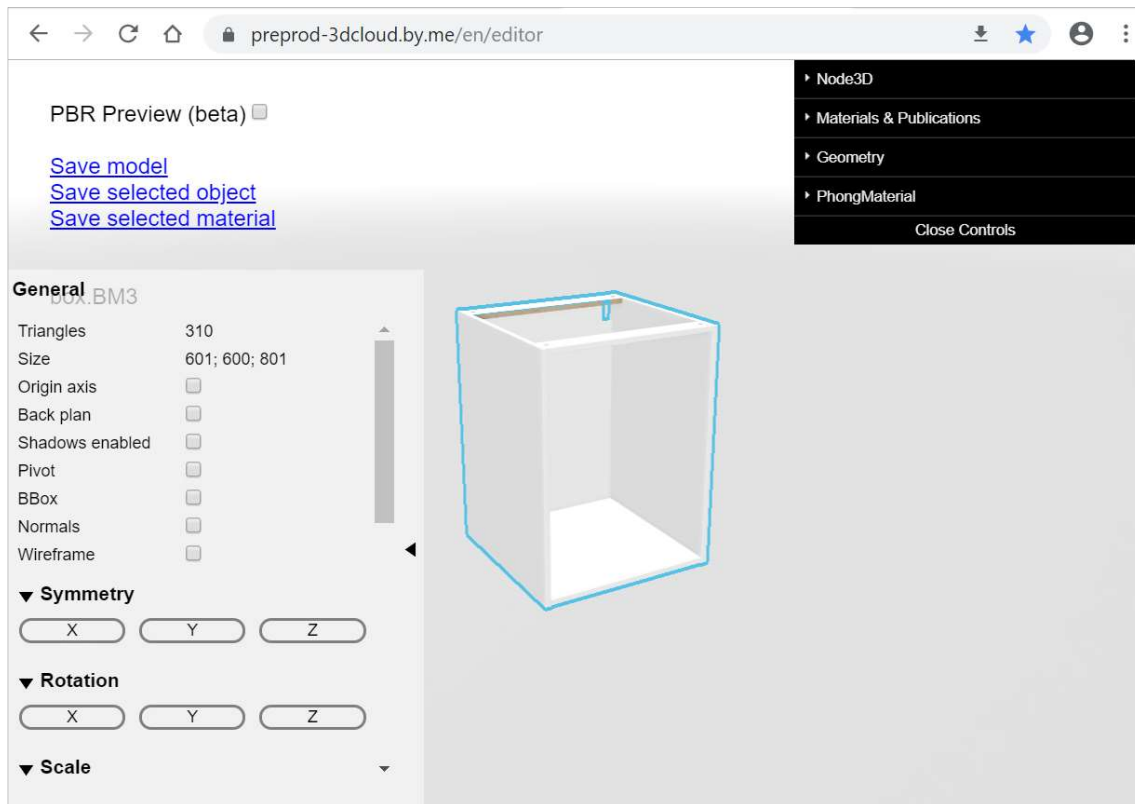 preprod-3dcloud.by.me/en/editor
PBR Preview (beta)
Save model
Save selected object
Save selected material
Node3D
Materials & Publications
Geometry
PhongMaterial
Close Controls
General
box.BM3
Triangles 310
Size 601; 600; 801
Origin axis
Back plan
Shadows enabled
Pivot
BBox
Normals
Wireframe
Symmetry
X Y Z
Rotation
X Y Z
Scale